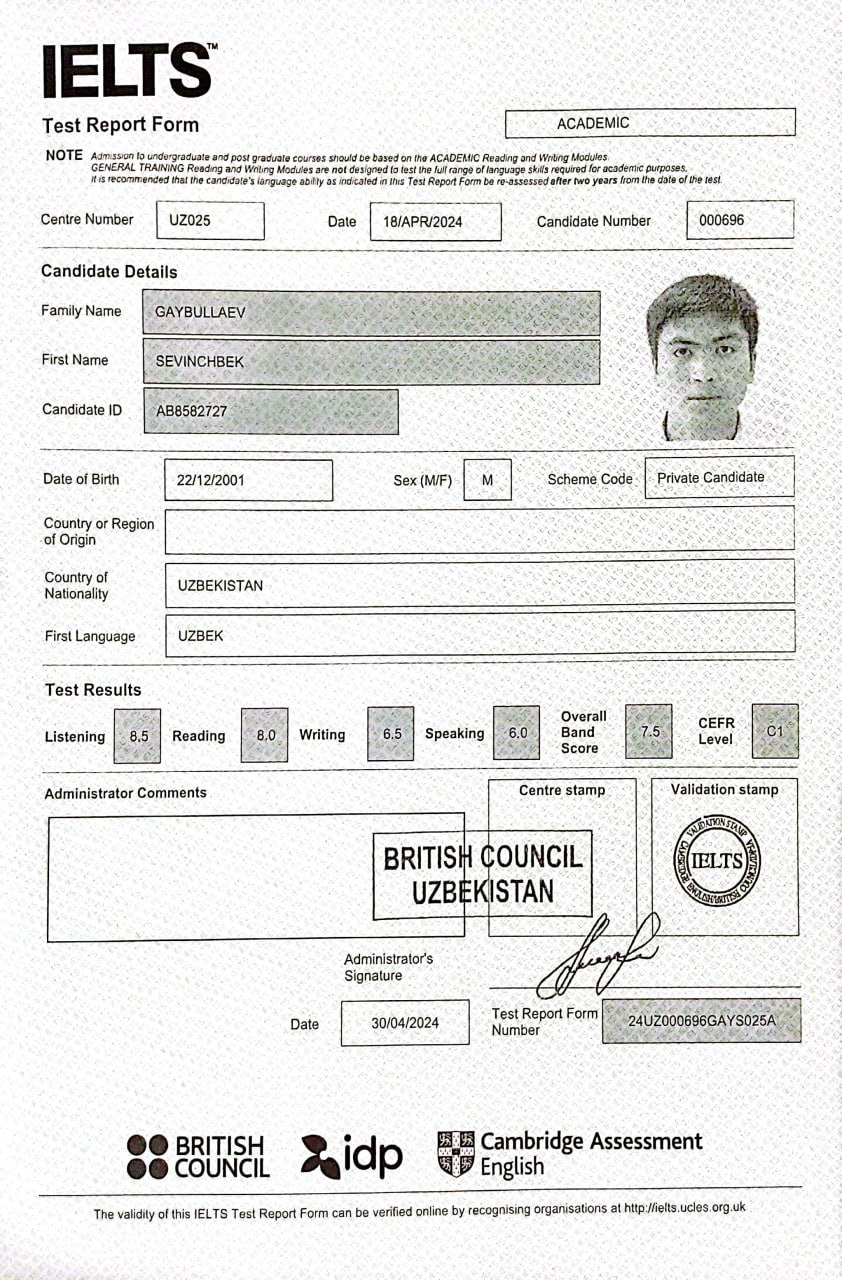 IELTS™
Test Report Form
ACADEMIC
NOTE Admission to undergraduate and post graduate courses should be based on the ACADEMIC Reading and Writing Modules.
GENERAL TRAINING Reading and Writing Modules are not designed to test the full range of language skills required for academic purposes.
It is recommended that the candidate's language ability as indicated in this Test Report Form be re-assessed after two years from the date of the test.
Centre Number UZ025 Date 18/APR/2024 Candidate Number 000696
Candidate Details
Family Name GAYBULLAEV
First Name SEVINCHBEK
Candidate ID AB8582727
Date of Birth 22/12/2001 Sex (M/F) M Scheme Code Private Candidate
Country or Region
of Origin
Country of
Nationality UZBEKISTAN
First Language UZBEK
Test Results
Listening 8.5 Reading 8.0 Writing 6.5 Speaking 6.0 Overall Band Score 7.5 CEFR Level C1
Administrator Comments
Centre stamp
Validation stamp
BRITISH COUNCIL
UZBEKISTAN
VALIDATION STAMP
IELTS
Administrator's
Signature
Date 30/04/2024
Test Report Form
Number 24UZ000696GAYS025A
BRITISH
COUNCIL
idp
Cambridge Assessment
English
The validity of this IELTS Test Report Form can be verified online by recognising organisations at http://ielts.ucles.org.uk